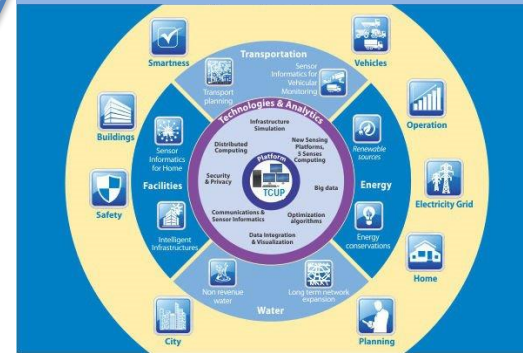 Smartness
Vehicles
Transportation
Transport
planning
Sensor
Informatics for
Vehicular
Monitoring
Buildings
Operation
Technologies & Analytics
Infrastructure
Simulation
Distributed
Computing
New Sensing
Platforms,
5 Senses
Computing
Sensor
Informatics
for Home
Renewable
sources
Platform
TCUP
Security
& Privacy
Big data
Facilities
Energy
Safety
Electricity Grid
Communications &
Sensor Informatics
Optimization
algorithms
Data Integration
& Visualization
Intelligent
Infrastructures
Energy
conservations
Home
Non revenue
water
Long term network
expansion
Water
City
Planning